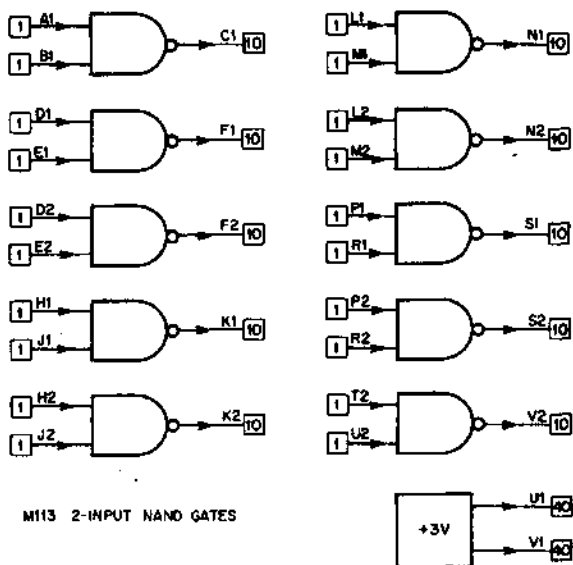 1 A1
C1 10
1 B1
1 D1
F1 10
1 E1
1 D2
F2 10
1 E2
1 H1
K1 10
1 J1
1 H2
K2 10
1 J2
M113 2-INPUT NAND GATES
1 L1
N1 10
1
1 L2
N2 10
1 M2
1 P1
S1 10
1 R1
1 P2
S2 10
1 R2
1 T2
V2 10
1 U2
+3V
U1 40
V1 40